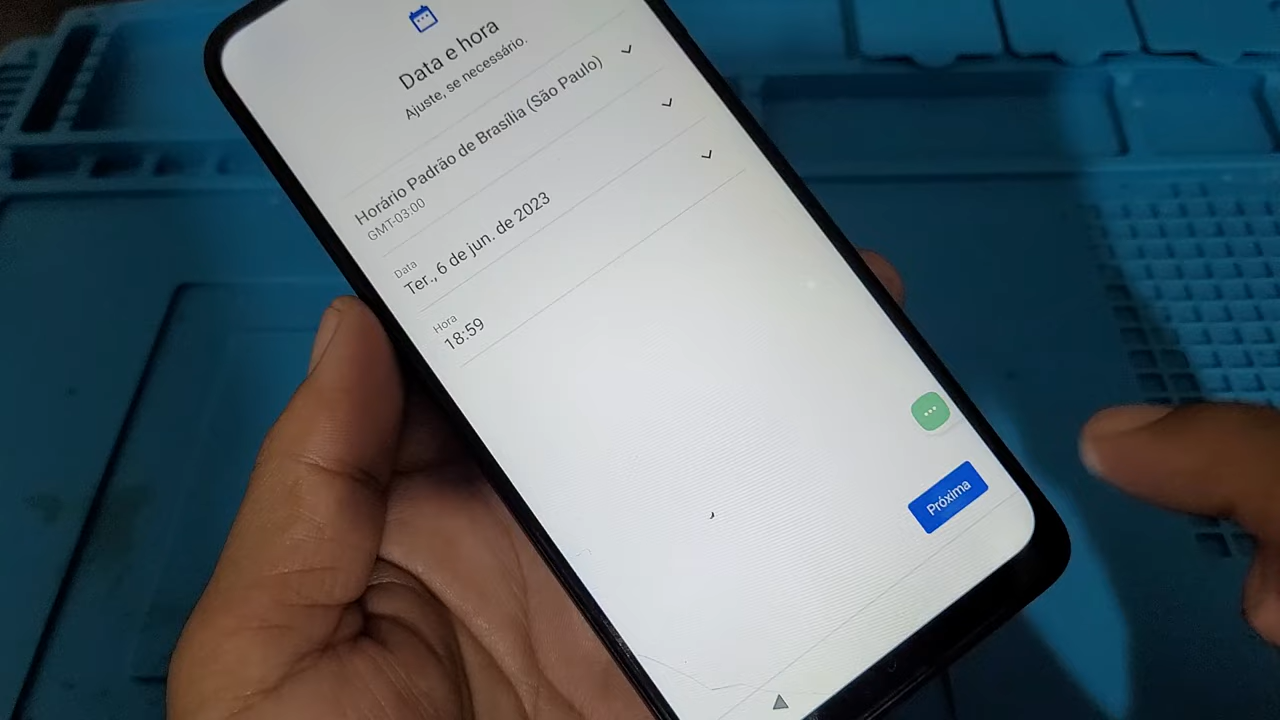 Data e hora
Ajuste, se necessário.
Horário Padrão de Brasília (São Paulo)
GMT-03:00
Data
Ter., 6 de jun. de 2023
Hora
18:59
Próxima